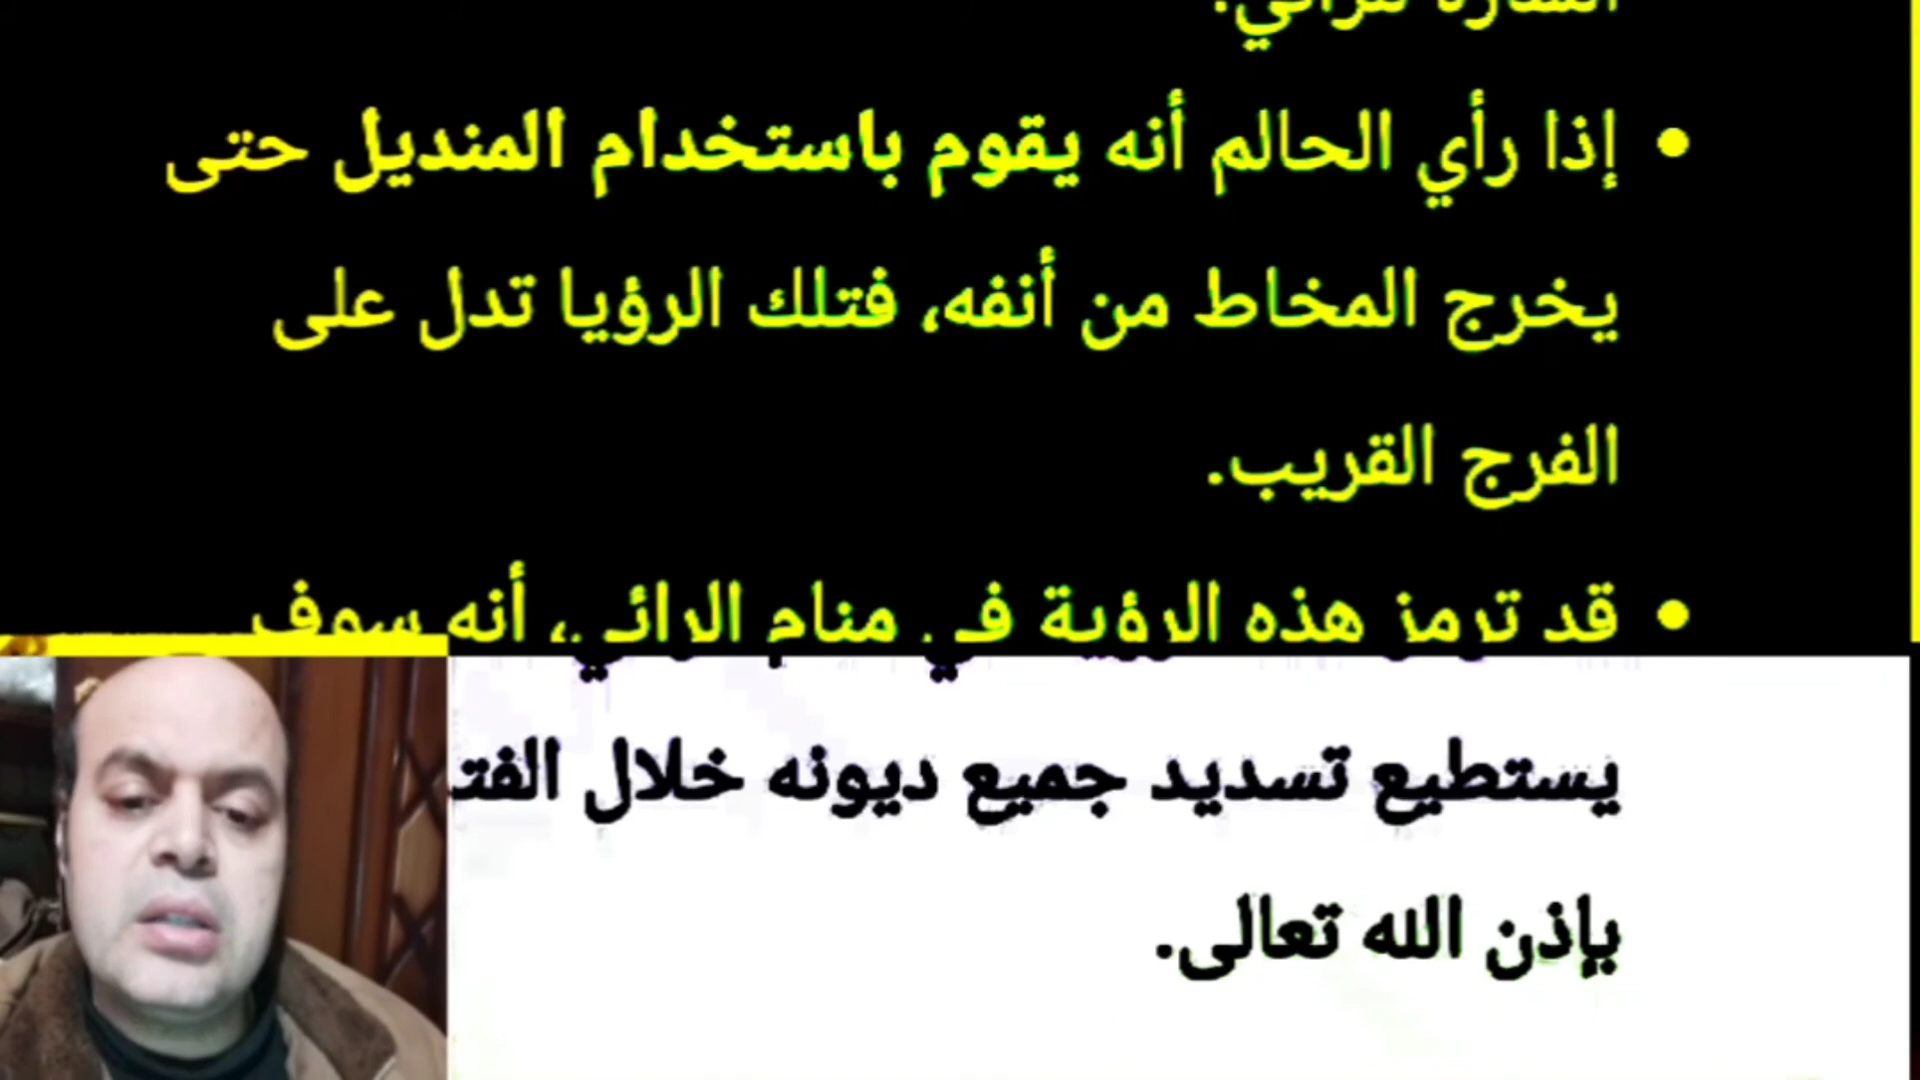 إذا رأي الحالم أنه يقوم باستخدام المنديل حتى
يخرج المخاط من أنفه، فتلك الرؤيا تدل على
الفرج القريب.
قد ترمز هذه الرؤية في منام الرائي، أنه سوف
يستطيع تسديد جميع ديونه خلال
بإذن الله تعالى.